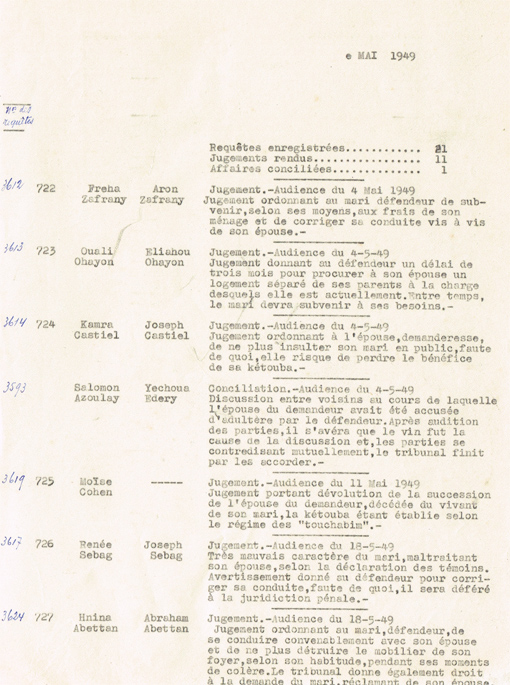 e MAI 1949
Nº des
requêtes
Requêtes enregistrées............ 21
Jugements rendus................. 11
Affaires conciliées.............. 1
3612 722 Freha Aron Jugement.-Audience du 4 Mai 1949
Zafrany Zafrany Jugement ordonnant au mari défendeur de sub-
venir,selon ses moyens,aux frais de son
ménage et de corriger sa conduite vis à vis
de son épouse.-
3613 723 Ouali Eliahou Jugement.-Audience du 4-5-49
Ohayon Ohayon Jugement donnant au défendeur un délai de
trois mois pour procurer à son épouse un
logement séparé de ses parents à la charge
desquels elle est actuellement.Entre temps,
le mari devra subvenir à ses besoins.-
3614 724 Kamra Joseph Jugement.-Audience du 4-5-49
Castiel Castiel Jugement ordonnant à l'épouse,demanderesse,
de ne plus insulter son mari en public,faute
de quoi,elle risque de perdre le bénéfice
de sa kétouba.-
3593 Salomon Yechoua Conciliation.-Audience du 4-5-49
Azoulay Edery Discussion entre voisins au cours de laquelle
l'épouse du demandeur avait été accusée
d'adultère par le défendeur.Après audition
des parties,il s'avéra que le vin fut la
cause de la discussion et,les parties se
contredisant mutuellement,le tribunal finit
par les accorder.-
3619 725 Moïse ----- Jugement.-Audience du 11 Mai 1949
Cohen Jugement portant dévolution de la succession
de l'épouse du demandeur,décédée du vivant
de son mari,la kétouba étant établie selon
le régime des "touchabim".-
3617 726 Renée Joseph Jugement.-Audience du 18-5-49
Sebag Sebag Très mauvais caractère du mari,maltraitant
son épouse,selon la déclaration des témoins.
Avertissement donné au défendeur pour corri-
ger sa conduite,faute de quoi,il sera déféré
à la juridiction pénale.-
3624 727 Hnina Abraham Jugement.-Audience du 18-5-49
Abettan Abettan Jugement ordonnant au mari,défendeur,de
se conduire convenablement avec son épouse
et de ne plus détruire le mobilier de son
foyer,selon son habitude,pendant ses moments
de colère.Le tribunal donne également droit
à la demande du mari,réclamant de son épouse,